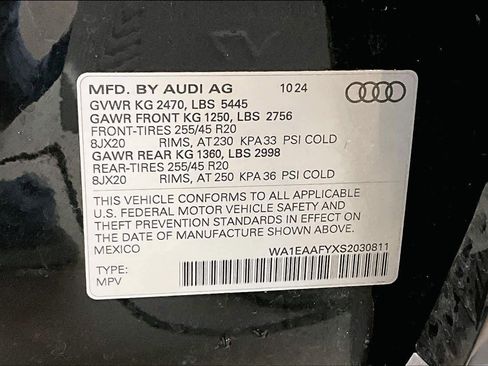 MFD. BY AUDI AG 10 24
GVWR KG 2470, LBS 5445
GAWR FRONT KG 1250, LBS 2756
FRONT-TIRES 255/45 R20
8JX20 RIMS, AT 230 KPA 33 PSI COLD
GAWR REAR KG 1360, LBS 2998
REAR-TIRES 255/45 R20
8JX20 RIMS, AT 250 KPA 36 PSI COLD
THIS VEHICLE CONFORMS TO ALL APPLICABLE
U.S. FEDERAL MOTOR VEHICLE SAFETY AND
THEFT PREVENTION STANDARDS IN EFFECT ON
THE DATE OF MANUFACTURE SHOWN ABOVE.
MEXICO WA1EAAFYXS2030811
TYPE:
MPV